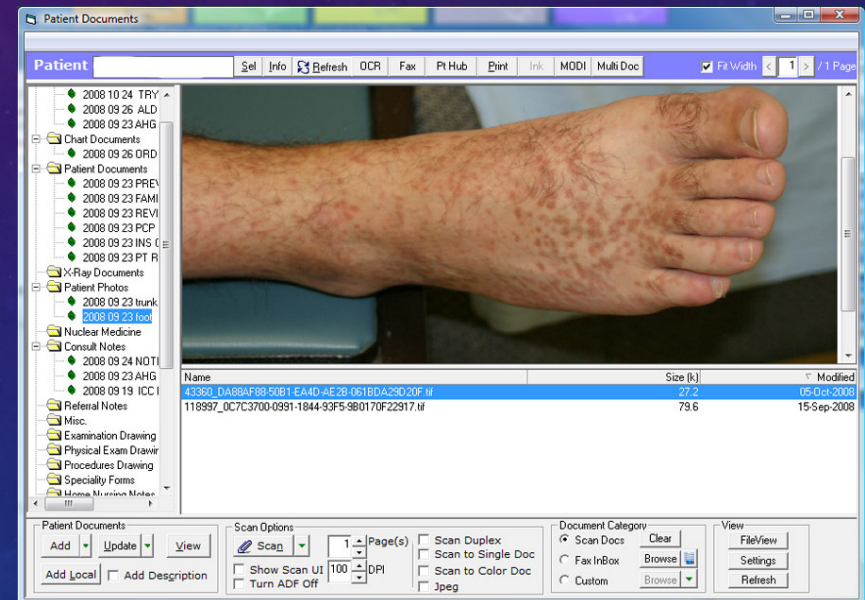 Patient Documents
Patient Sel Info Refresh OCR Fax Pt Hub Print Ink MODI Multi Doc Fit Width < 1 > / 1 Page
2008 10 24 TRY
2008 09 26 ALD
2008 09 23 AHG
Chart Documents
2008 09 26 ORD
Patient Documents
2008 09 23 PREV
2008 09 23 FAMI
2008 09 23 REVI
2008 09 23 PCP
2008 09 23 INS
2008 09 23 PT R
X-Ray Documents
Patient Photos
2008 09 23 trunk
2008 09 23 foot
Nuclear Medicine
Consult Notes
2008 09 24 NOTI
2008 09 23 AHG
2008 09 19 ICC
Referral Notes
Misc.
Examination Drawing
Physical Exam Drawir
Procedures Drawing
Speciality Forms
Home Nursing Notes
Name Size (k) Modified
43360_DA88AF88-50B1-EA4D-AE2B-061BDA29D20F.tif 27.2 05-Oct-2008
118997_0C7C3700-0991-1844-93F5-9B0170F22917.tif 79.6 15-Sep-2008
Patient Documents
Add Update View
Add Local Add Description
Scan Options
Scan 1 Page(s)
Show Scan UI 100 DPI
Turn ADF Off
Scan Duplex
Scan to Single Doc
Scan to Color Doc
Jpeg
Document Category
Scan Docs Clear
Fax InBox Browse
Custom Browse
View
FileView
Settings
Refresh